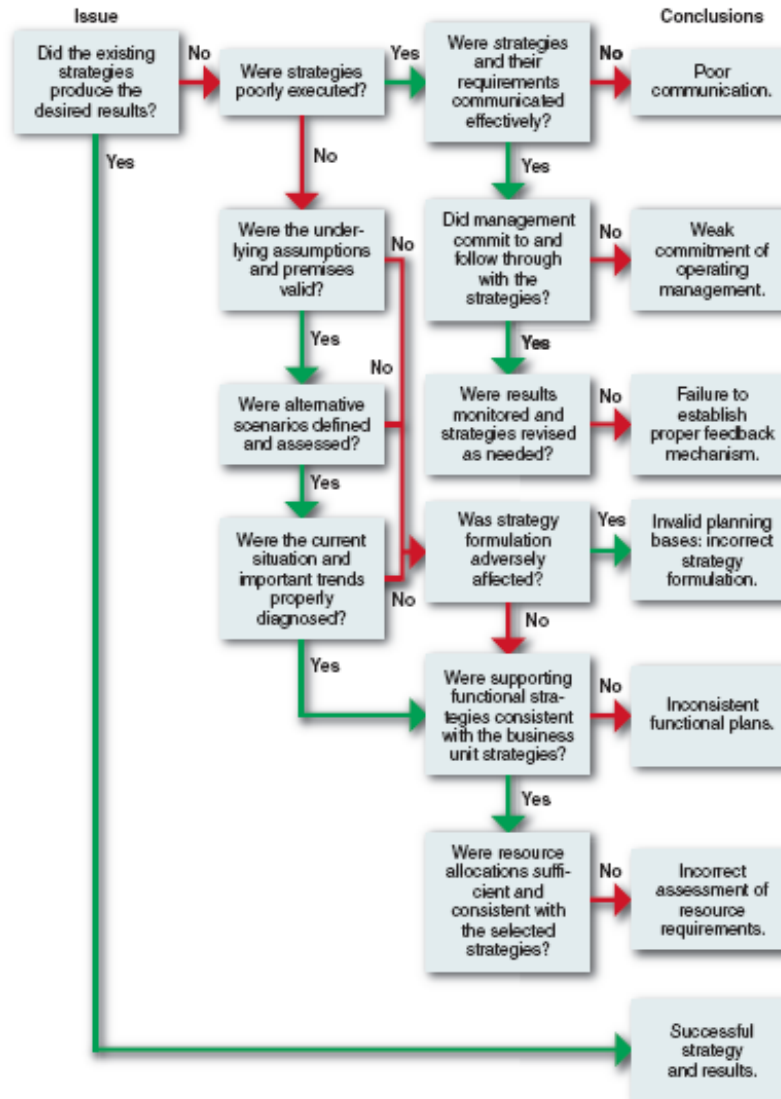 Issue
Conclusions
Did the existing
strategies
produce the
desired results?
No
Were strategies
poorly executed?
Yes
Were strategies
and their
requirements
communicated
effectively?
No
Poor
communication.
Yes
No
Yes
Were the under-
lying assumptions
and premises
valid?
No
Did management
commit to and
follow through
with the
strategies?
No
Weak
commitment of
operating
management.
Yes
No
Yes
Were alternative
scenarios defined
and assessed?
Were results
monitored and
strategies revised
as needed?
No
Failure to
establish
proper feedback
mechanism.
Yes
Were the current
situation and
important trends
properly
diagnosed?
No
Was strategy
formulation
adversely
affected?
Yes
Invalid planning
bases: incorrect
strategy
formulation.
Yes
No
Were supporting
functional stra-
tegies consistent
with the business
unit strategies?
No
Inconsistent
functional plans.
Yes
Were resource
allocations suffi-
cient and
consistent with
the selected
strategies?
No
Incorrect
assessment of
resource
requirements.
Successful
strategy
and results.